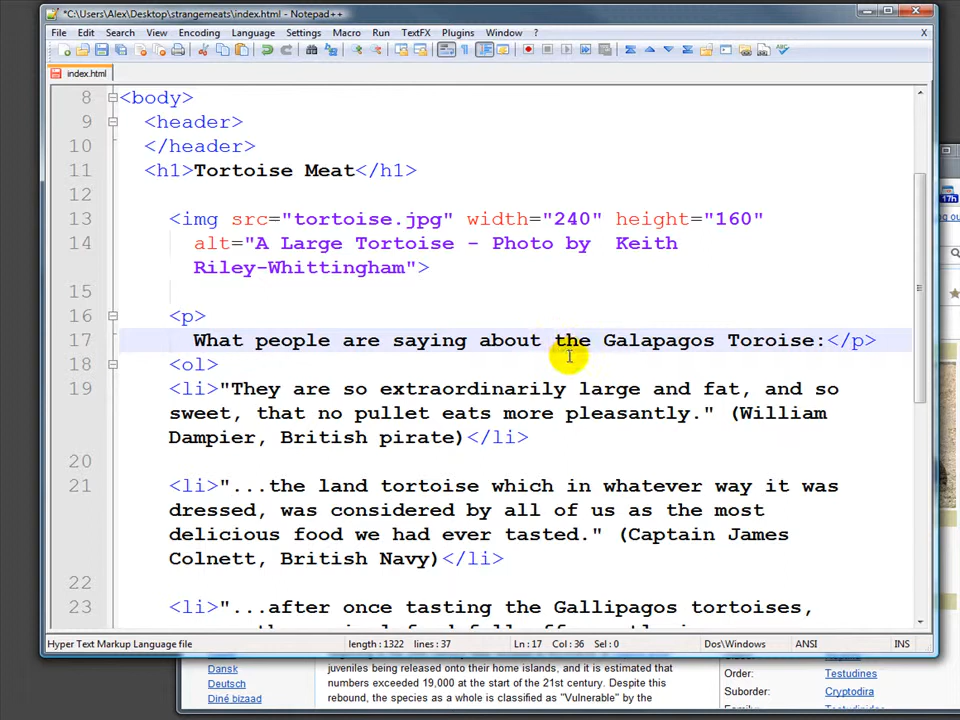 *C:\Users\Alex\Desktop\strangemeats\index.html - Notepad++
File Edit Search View Encoding Language Settings Macro Run TextFX Plugins Window ? X
index.html
8 <body>
9 <header>
10 </header>
11 <h1>Tortoise Meat</h1>
12
13 <img src="tortoise.jpg" width="240" height="160"
14 alt="A Large Tortoise - Photo by  Keith
Riley-Whittingham">
15
16 <p>
17 What people are saying about the Galapagos Toroise:</p>
18 <ol>
19 <li>"They are so extraordinarily large and fat, and so
sweet, that no pullet eats more pleasantly." (William
Dampier, British pirate)</li>
20
21 <li>"...the land tortoise which in whatever way it was
dressed, was considered by all of us as the most
delicious food we had ever tasted." (Captain James
Colnett, British Navy)</li>
22
23 <li>"...after once tasting the Gallipagos tortoises,
Hyper Text Markup Language file length : 1322 lines : 37 Ln : 17 Col : 36 Sel : 0 Dos\Windows ANSI INS
Dansk
Deutsch
Diné bizaad
juveniles being released onto their home islands, and it is estimated that
numbers exceeded 19,000 at the start of the 21st century. Despite this
rebound, the species as a whole is classified as "Vulnerable" by the
Order: Testudines
Suborder: Cryptodira
17h